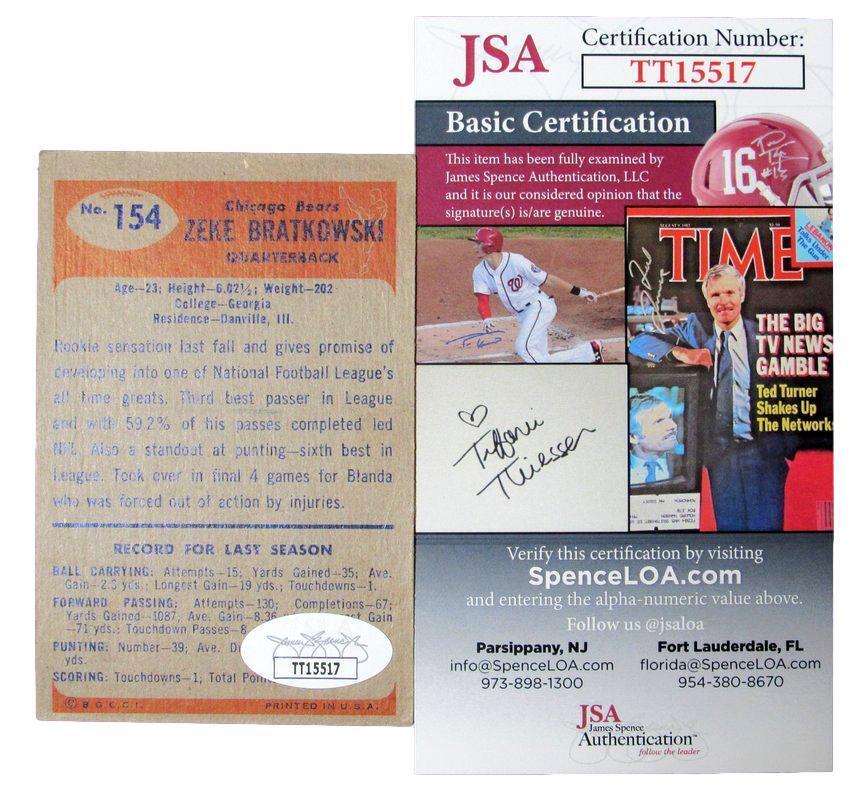 No. 154
Chicago Bears
ZEKE BRATKOWSKI
QUARTERBACK
Age—23; Height—6.02½; Weight—202
College—Georgia
Residence—Danville, Ill.
Rookie sensation last fall and gives promise of
developing into one of National Football League's
all time greats. Third best passer in League
and with 59.2% of his passes completed led
NFL. Also a standout at punting—sixth best in
League. Took over in final 4 games for Blanda
who was forced out of action by injuries.
RECORD FOR LAST SEASON
BALL CARRYING: Attempts—15; Yards Gained—35; Ave.
Gain—2.3 yds.; Longest Gain—19 yds.; Touchdowns—1.
FORWARD PASSING: Attempts—130; Completions—67;
Yards Gained—1087, Ave. Gain—8.36 Gain
—71 yds.; Touchdown Passes—8
PUNTING: Number—39; Ave.
yds.
SCORING: Touchdowns—1; Total
TT15517
© B.G.C.I. PRINTED IN U.S.A.
JSA
Certification Number:
TT15517
Basic Certification
This item has been fully examined by
James Spence Authentication, LLC
and it is our considered opinion that the
signature(s) is/are genuine.
16
#13
W
TIME
LEBANON
Talks Under
The Gun
THE BIG
TV NEWS
GAMBLE
Ted Turner
Shakes Up
The Network
Tiffani
Thiessen
Verify this certification by visiting
SpenceLOA.com
and entering the alpha-numeric value above.
Follow us @jsaloa
Parsippany, NJ
info@SpenceLOA.com
973-898-1300
Fort Lauderdale, FL
florida@SpenceLOA.com
954-380-8670
JSA
James Spence
Authentication™
follow the leader